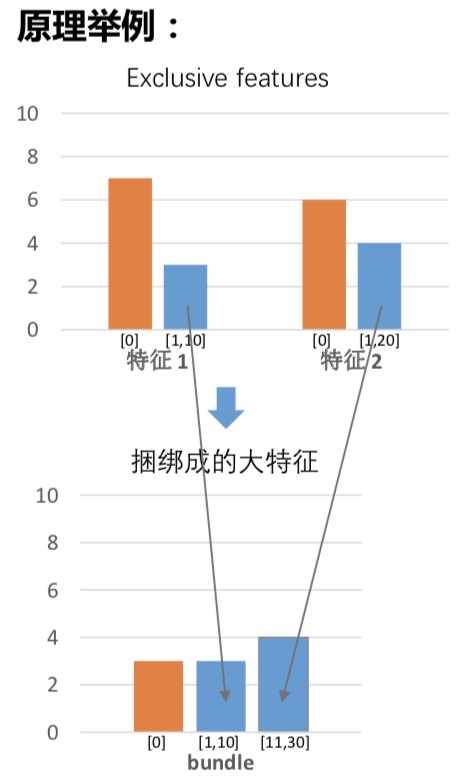 原理举例：
Exclusive features
10
8
6
4
2
0
[0] [1,10] [0] [1,20]
特征 1 特征 2
捆绑成的大特征
10
8
6
4
2
0
[0] [1,10] [11,30]
bundle